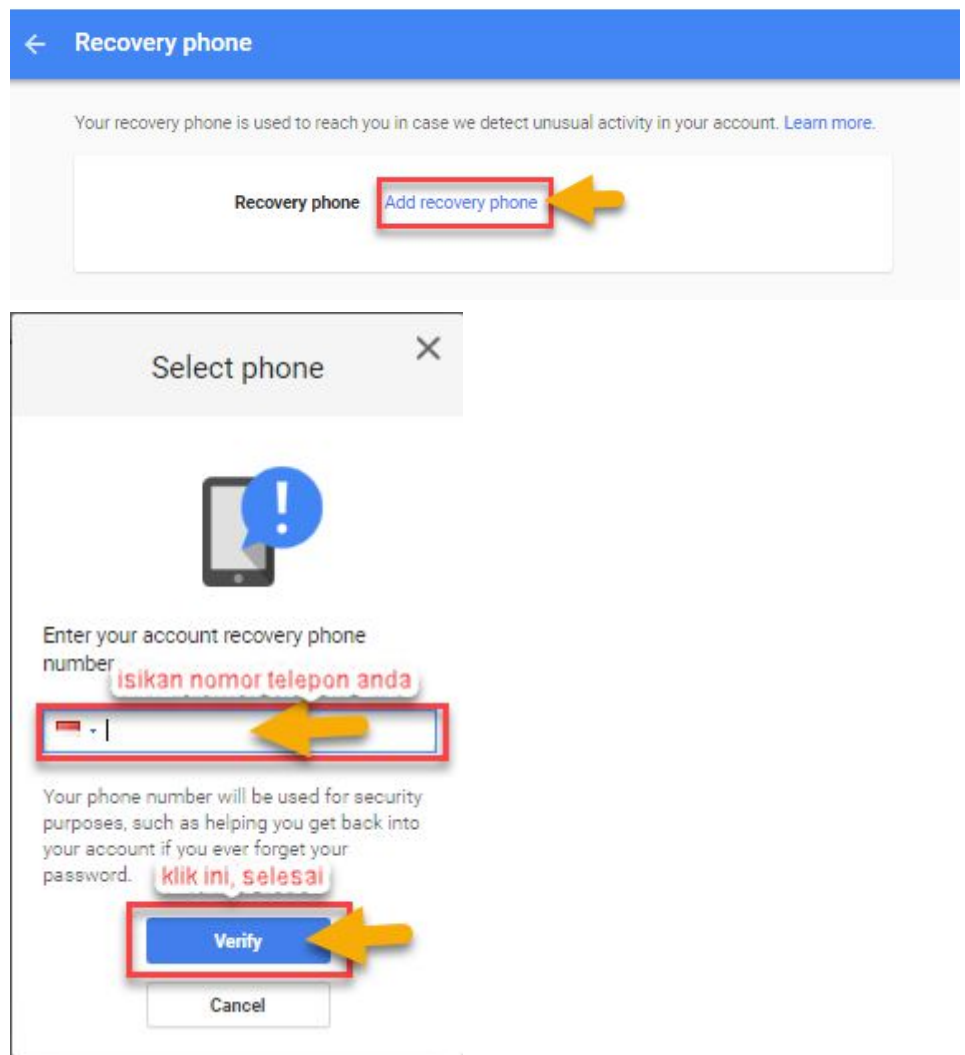 Recovery phone
Your recovery phone is used to reach you in case we detect unusual activity in your account. Learn more.
Recovery phone Add recovery phone
Select phone
!
Enter your account recovery phone
number
isikan nomor telepon anda
Your phone number will be used for security
purposes, such as helping you get back into
your account if you ever forget your
password.
klik ini, selesai
Verify
Cancel